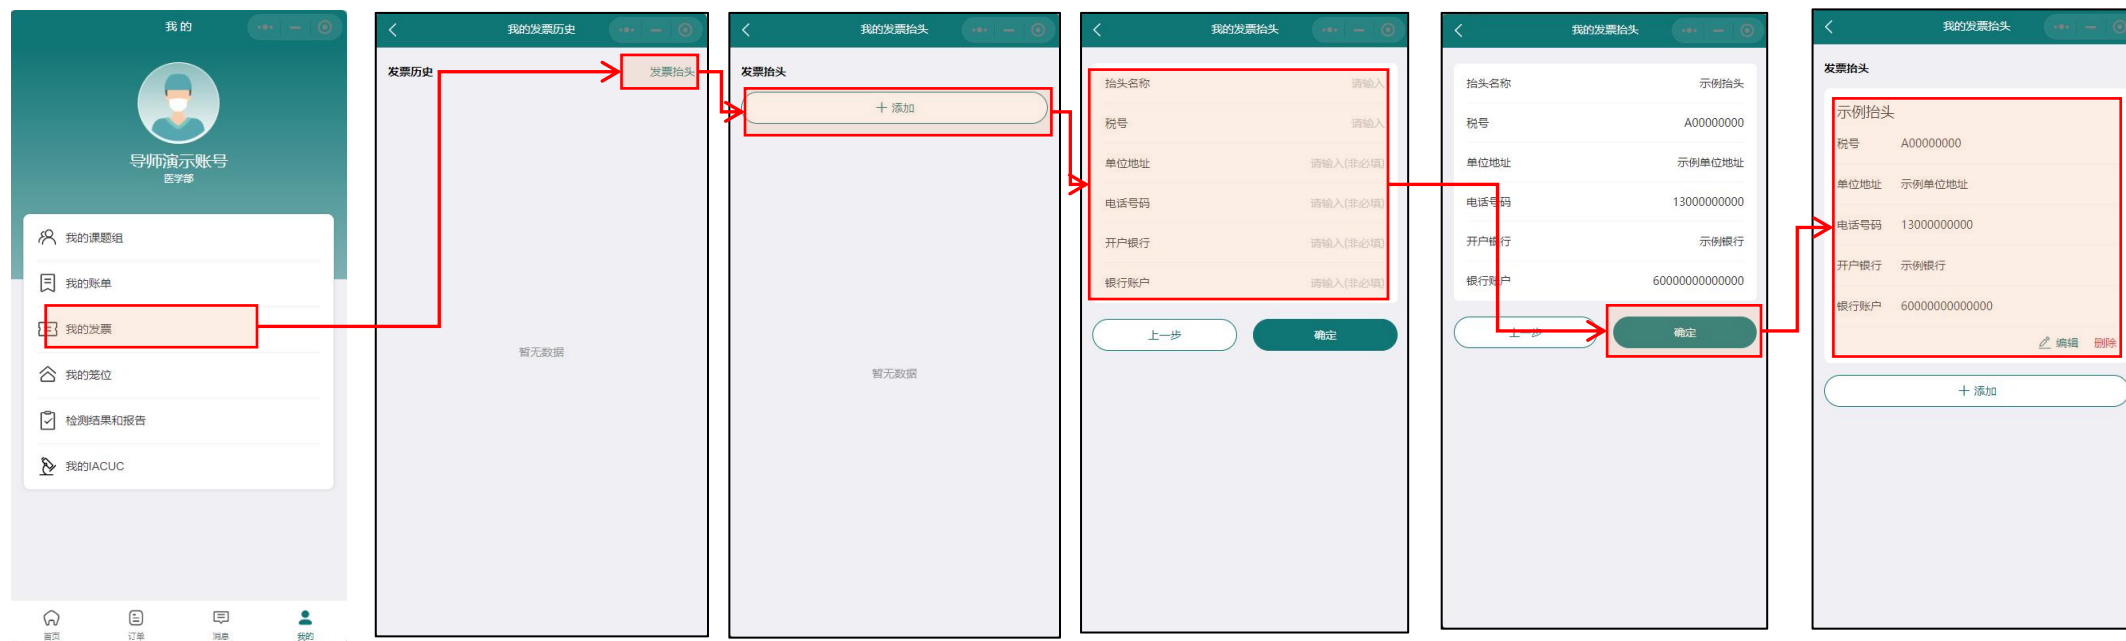 我的
导师演示账号
医学部
我的课题组
我的账单
我的发票
我的笼位
检测结果和报告
我的IACUC
首页
订单
消息
我的
我的发票历史
发票历史
发票抬头
暂无数据
我的发票抬头
发票抬头
+ 添加
暂无数据
我的发票抬头
抬头名称 请输入
税号 请输入
单位地址 请输入(非必填)
电话号码 请输入(非必填)
开户银行 请输入(非必填)
银行账户 请输入(非必填)
上一步
确定
我的发票抬头
抬头名称 示例抬头
税号 A00000000
单位地址 示例单位地址
电话号码 13000000000
开户银行 示例银行
银行账户 60000000000000
上一步
确定
我的发票抬头
发票抬头
示例抬头
税号 A00000000
单位地址 示例单位地址
电话号码 13000000000
开户银行 示例银行
银行账户 60000000000000
编辑 删除
+ 添加